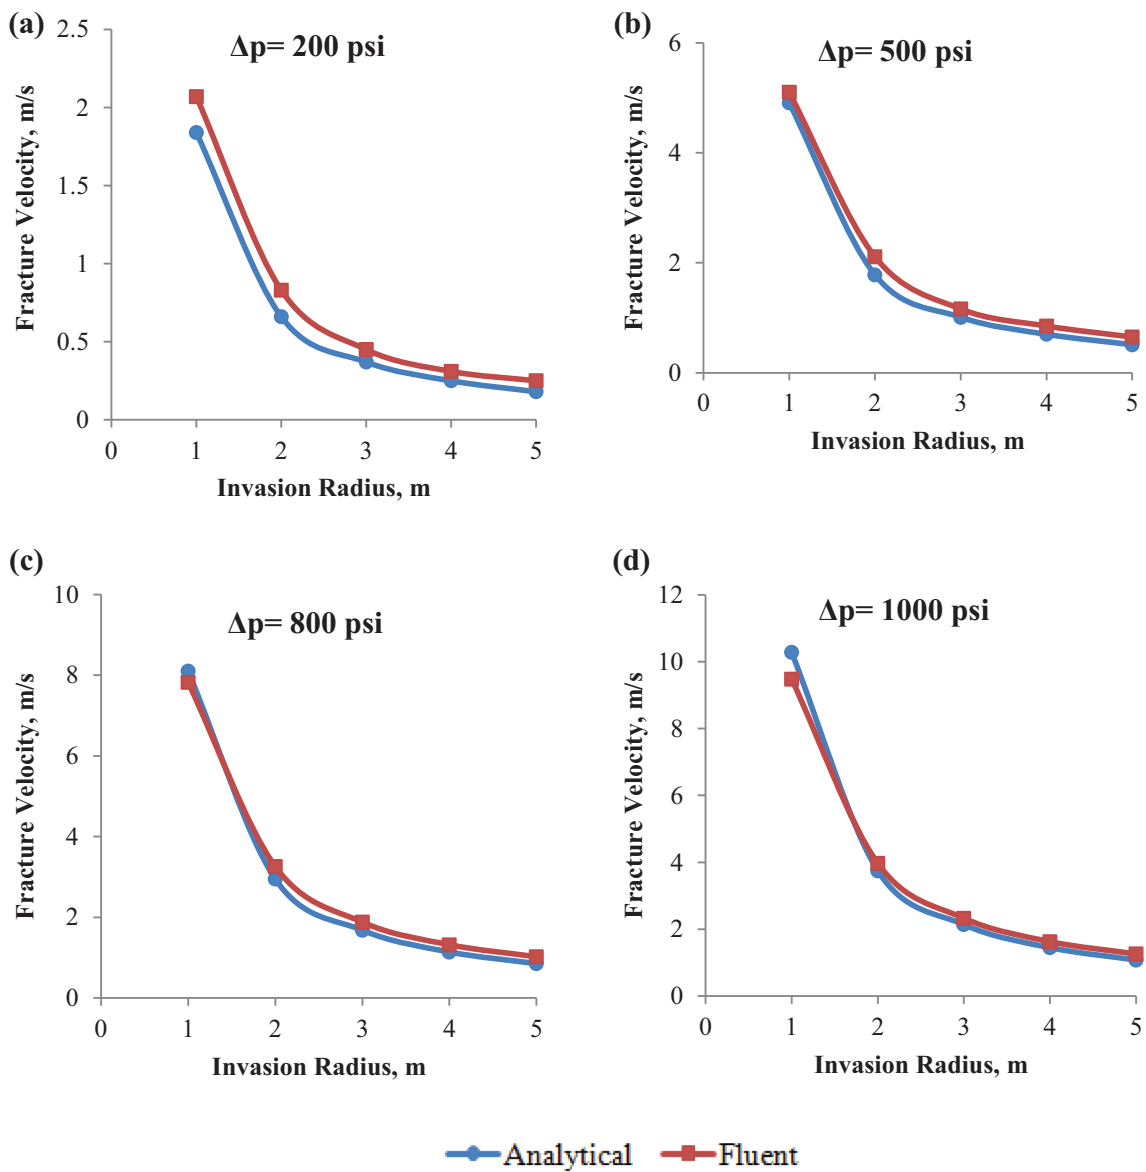 (a)
Δp= 200 psi
Fracture Velocity, m/s
2.5
2
1.5
1
0.5
0
0 1 2 3 4 5
Invasion Radius, m
(b)
Δp= 500 psi
Fracture Velocity, m/s
6
4
2
0
0 1 2 3 4 5
Invasion Radius, m
(c)
Δp= 800 psi
Fracture Velocity, m/s
10
8
6
4
2
0
0 1 2 3 4 5
Invasion Radius, m
(d)
Δp= 1000 psi
Fracture Velocity, m/s
12
10
8
6
4
2
0
0 1 2 3 4 5
Invasion Radius, m
Analytical Fluent